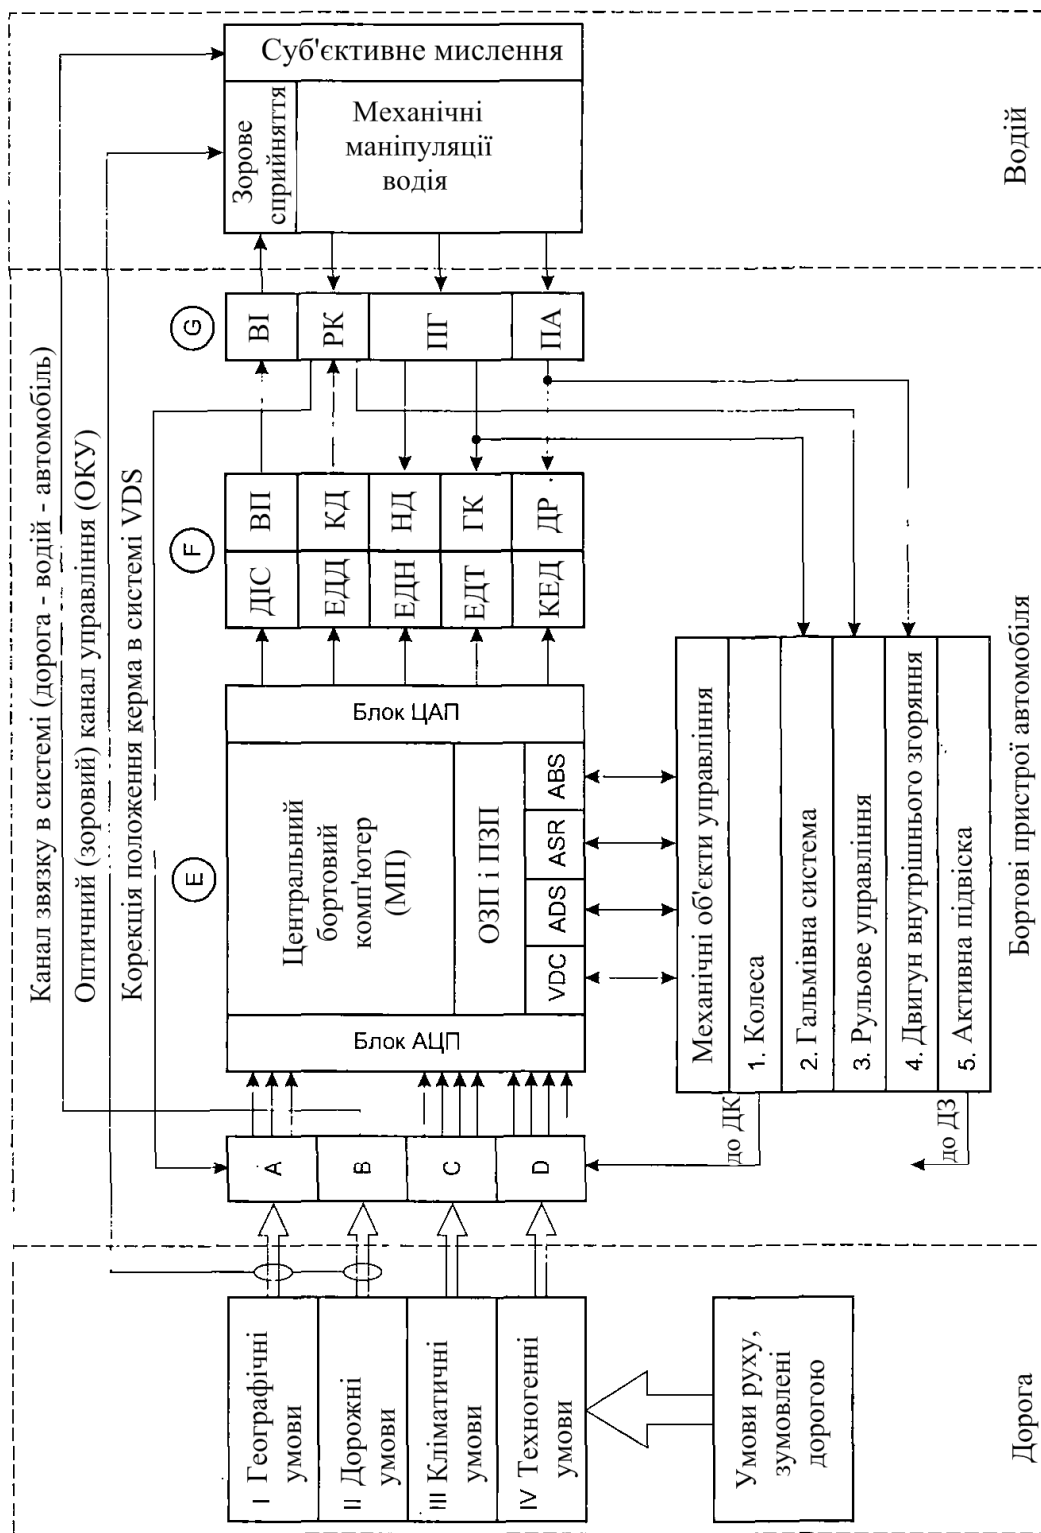 Канал звязку в системі (дорога - водій - автомобіль)
Оптичний (зоровий) канал управління (ОКУ)
Корекція положення керма в системі VDS
I Географічні
умови
II Дорожні
умови
III Кліматичні
умови
IV Техногенні
умови
Умови руху,
зумовлені
дорогою
Дорога
A
B
C
D
E
Блок АЦП
Центральний
бортовий
комп'ютер
(МП)
ОЗП і ПЗП
VDC
ADS
ASR
ABS
Блок ЦАП
F
ДІС
ВП
ЕДД
КД
ЕДН
НД
ЕДТ
ГК
КЕД
ДР
G
ВІ
РК
ПГ
ПА
до ДК
до ДЗ
Механічні об'єкти управління
1. Колеса
2. Гальмівна система
3. Рульове управління
4. Двигун внутрішнього згоряння
5. Активна підвіска
Бортові пристрої автомобіля
Суб'єктивне мислення
Зорове
сприйняття
Механічні
маніпуляції
водія
Водій